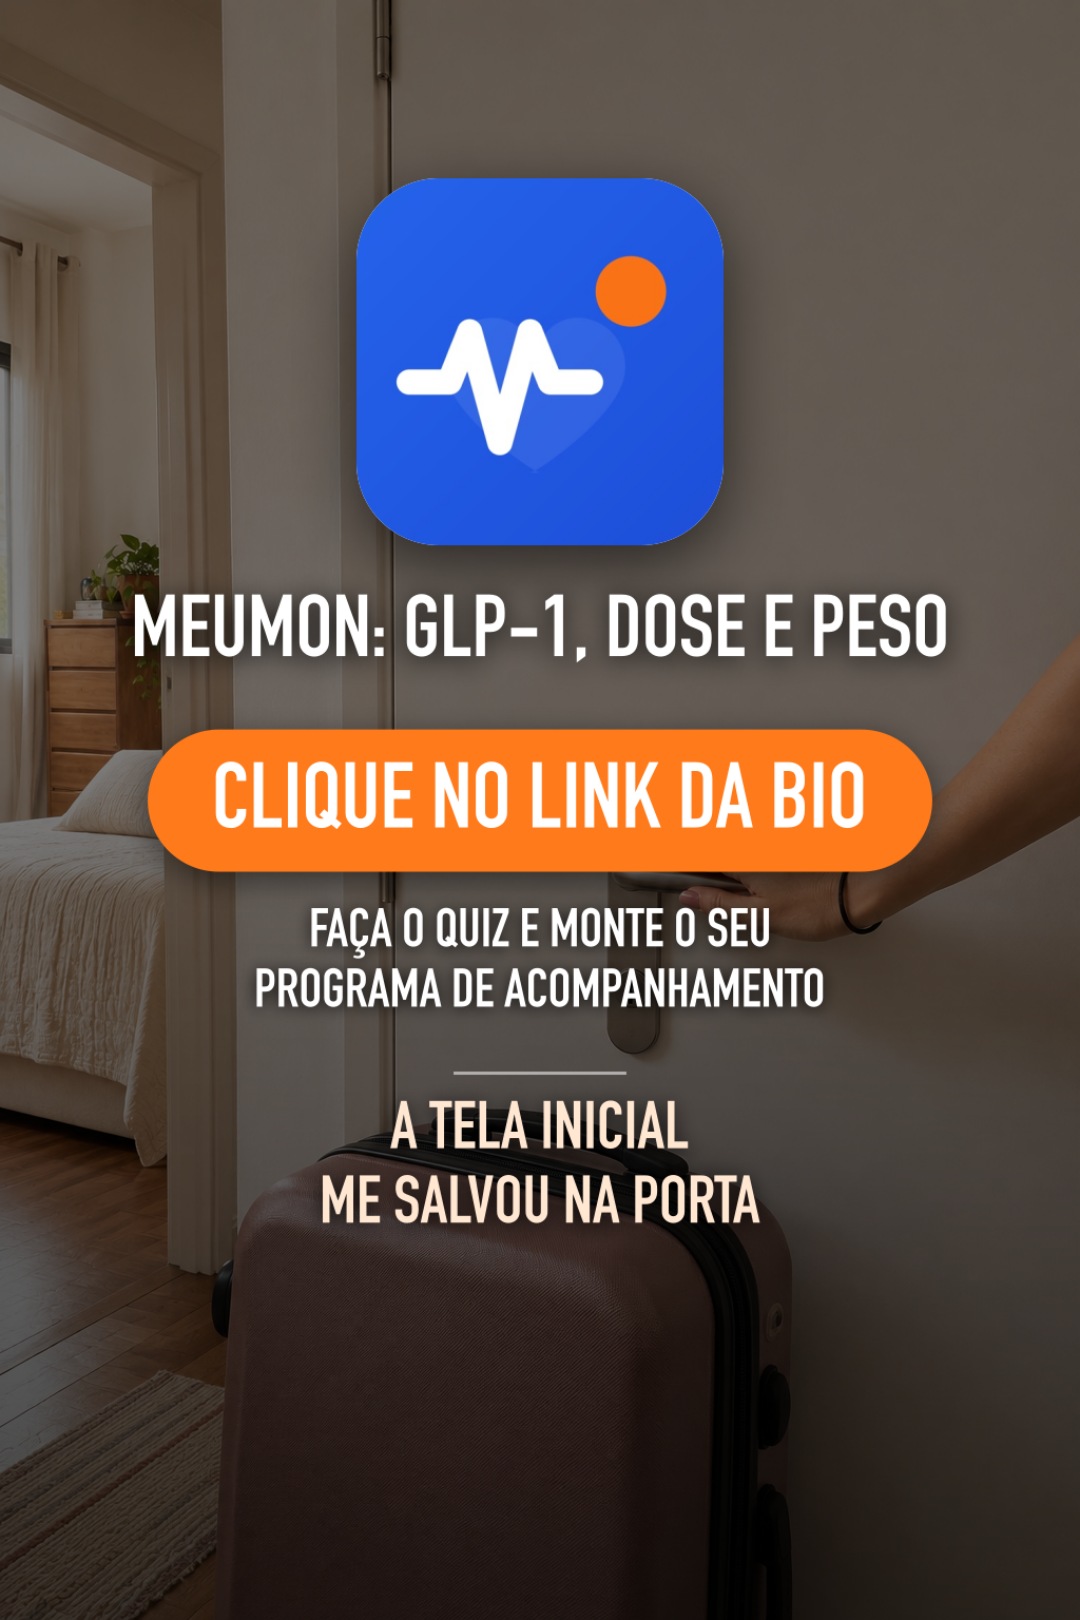 MEUMON: GLP-1, DOSE E PESO
CLIQUE NO LINK DA BIO
FAÇA O QUIZ E MONTE O SEU
PROGRAMA DE ACOMPANHAMENTO
A TELA INICIAL
ME SALVOU NA PORTA